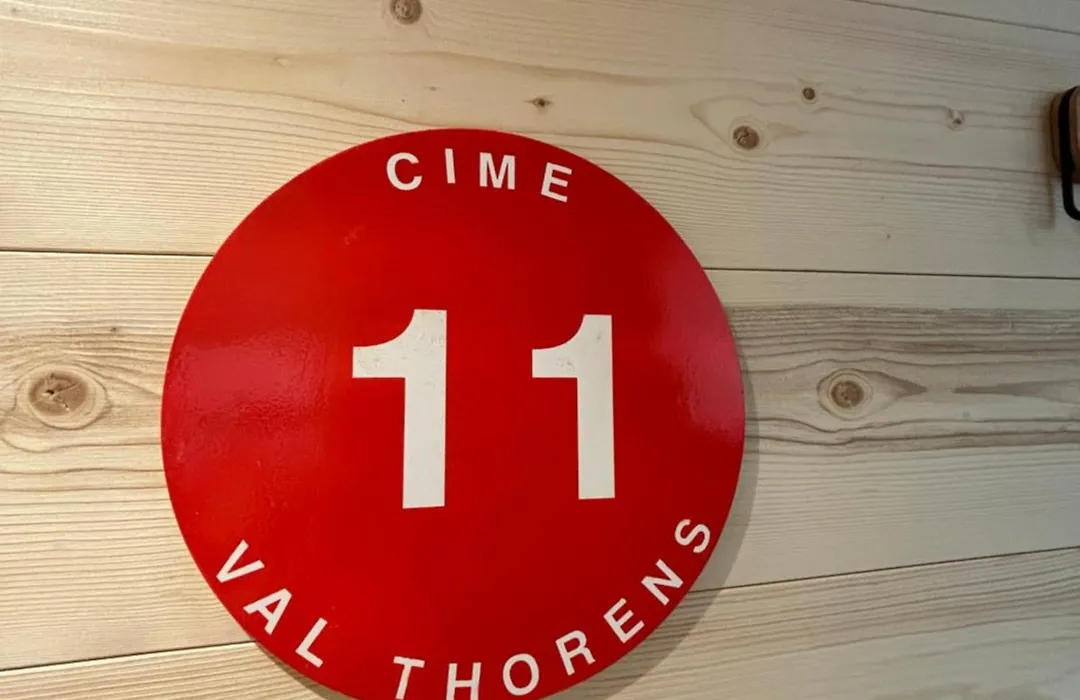 CIME
11
VAL THORENS